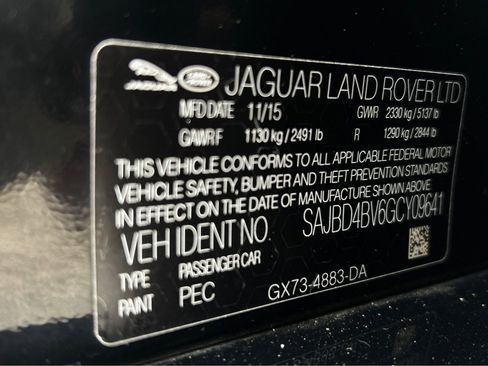 JAGUAR LAND ROVER LTD
MFD DATE 11/15 GVWR 2330 kg / 5137 lb
GAWR F 1130 kg / 2491 lb R 1290 kg / 2844 lb
THIS VEHICLE CONFORMS TO ALL APPLICABLE FEDERAL MOTOR
VEHICLE SAFETY, BUMPER AND THEFT PREVENTION STANDARDS
IN EFFECT ON THE DATE OF MANUFACTURE SHOWN ABOVE
VEH IDENT NO. SAJBD4BV6GCY09641
TYPE PASSENGER CAR
PAINT PEC GX73-4883-DA